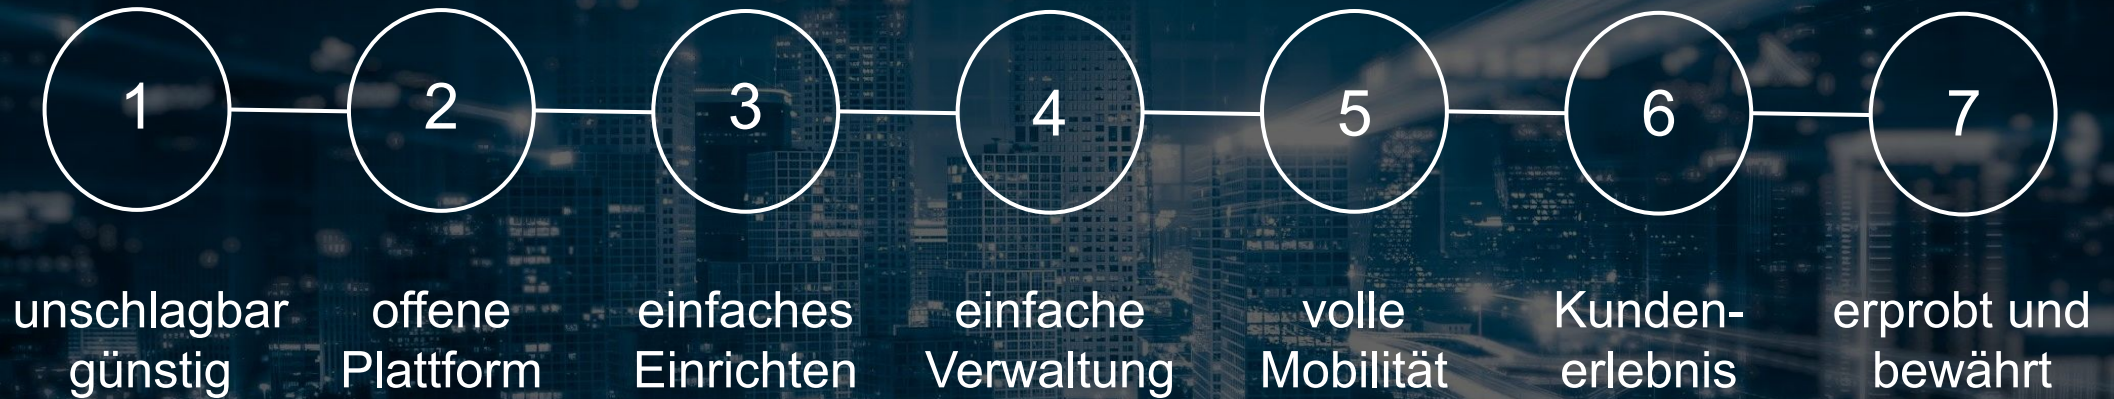 1
2
3
4
5
6
7
unschlagbar
günstig
offene
Plattform
einfaches
Einrichten
einfache
Verwaltung
volle
Mobilität
Kunden-
erlebnis
erprobt und
bewährt